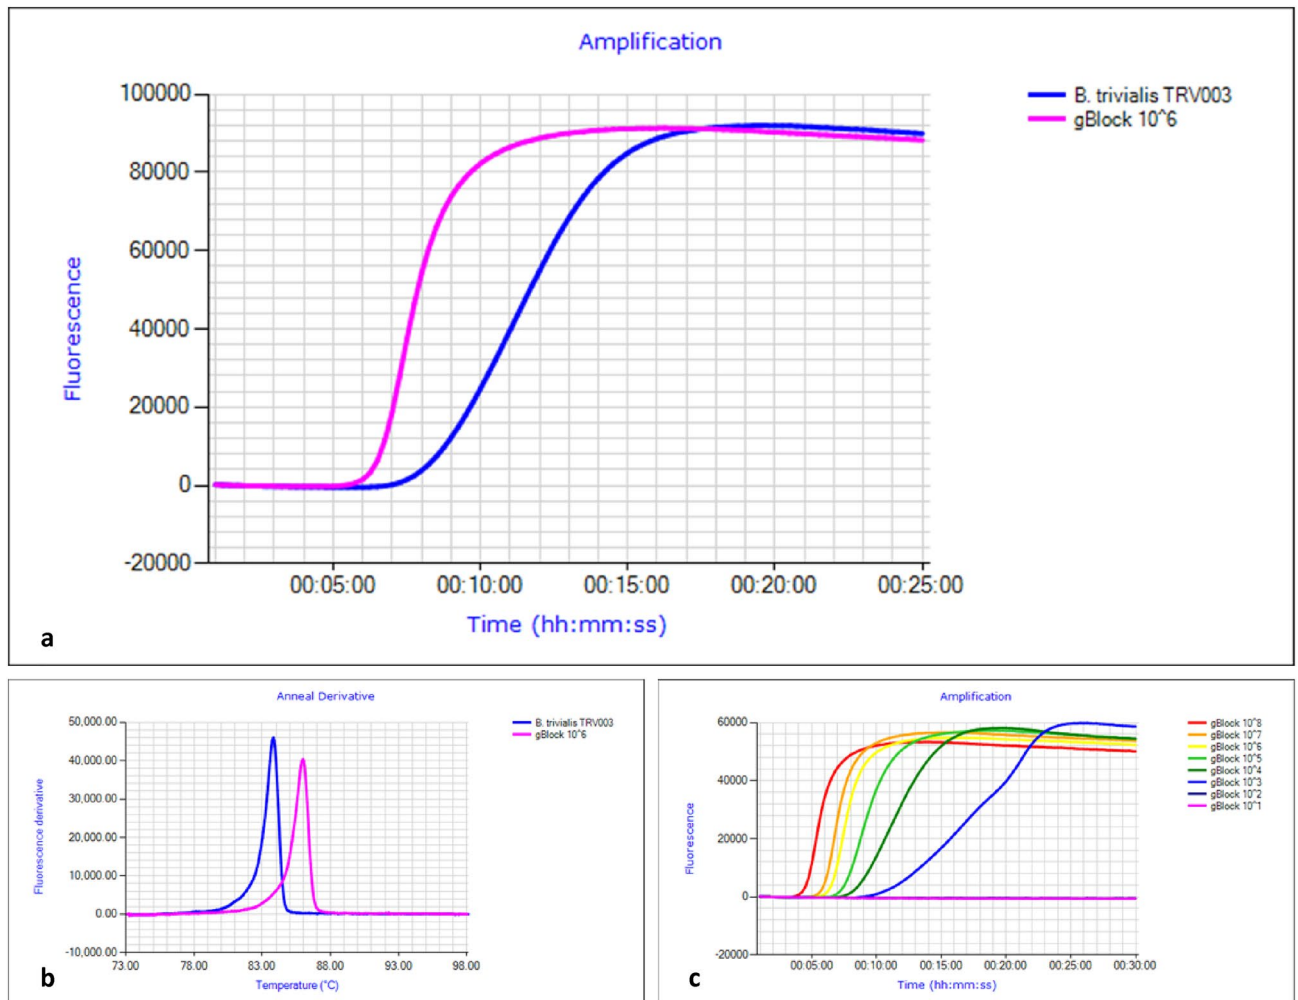 Amplification
B. trivialis TRV003
gBlock 10^6
Fluorescence
100000
80000
60000
40000
20000
0
-20000
00:05:00 00:10:00 00:15:00 00:20:00 00:25:00
Time (hh:mm:ss)
a
Anneal Derivative
B. trivialis TRV003
gBlock 10^6
Fluorescence derivative
50,000.00
40,000.00
30,000.00
20,000.00
10,000.00
0.00
-10,000.00
73.00 78.00 83.00 88.00 93.00 98.00
Temperature (°C)
b
Amplification
gBlock 10^8
gBlock 10^7
gBlock 10^6
gBlock 10^5
gBlock 10^4
gBlock 10^3
gBlock 10^2
gBlock 10^1
Fluorescence
60000
40000
20000
0
-20000
00:05:00 00:10:00 00:15:00 00:20:00 00:25:00 00:30:00
Time (hh:mm:ss)
c